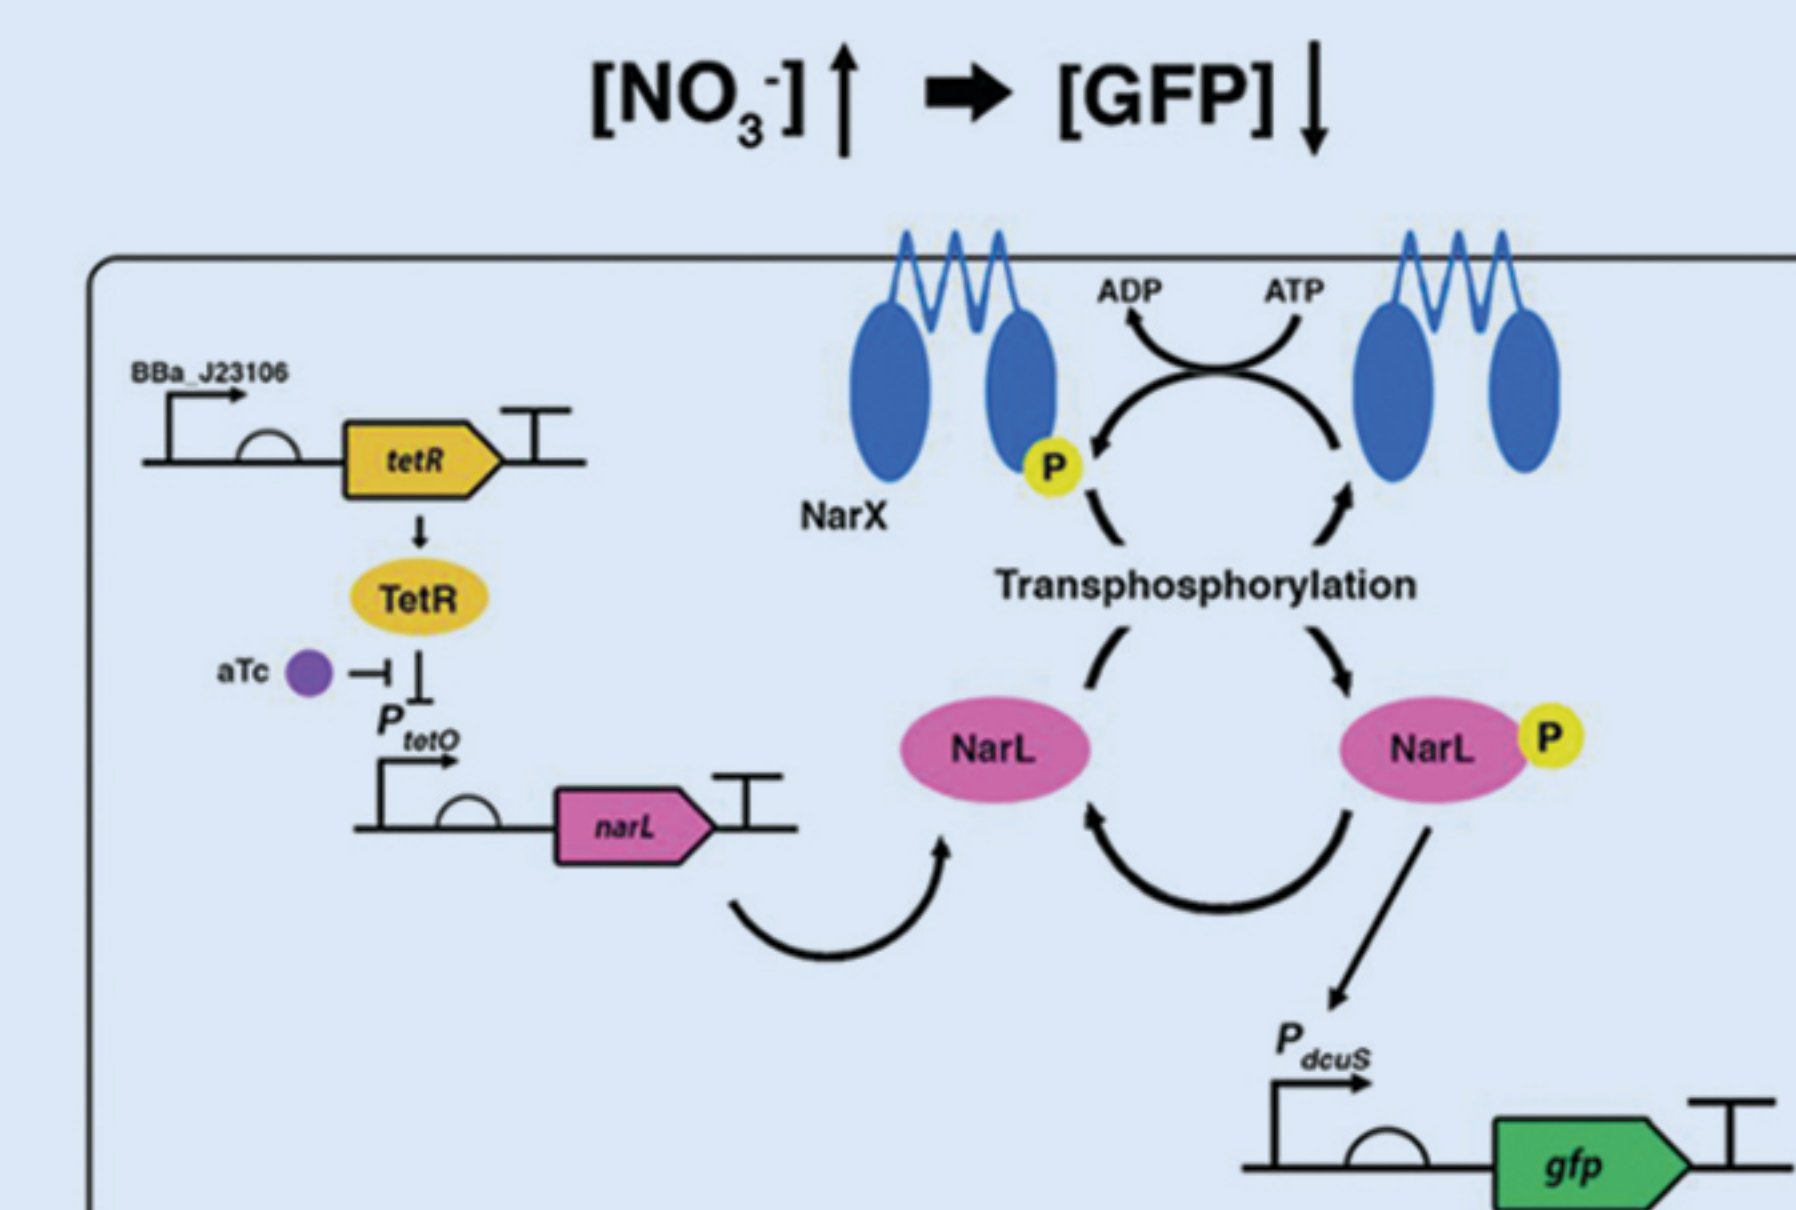 [NO3-] [GFP]
ADP ATP
BBa_J23106
tetR
P
NarX
TetR
Transphosphorylation
aTc
PtetO
NarL
NarL P
narL
PdcuS
gfp